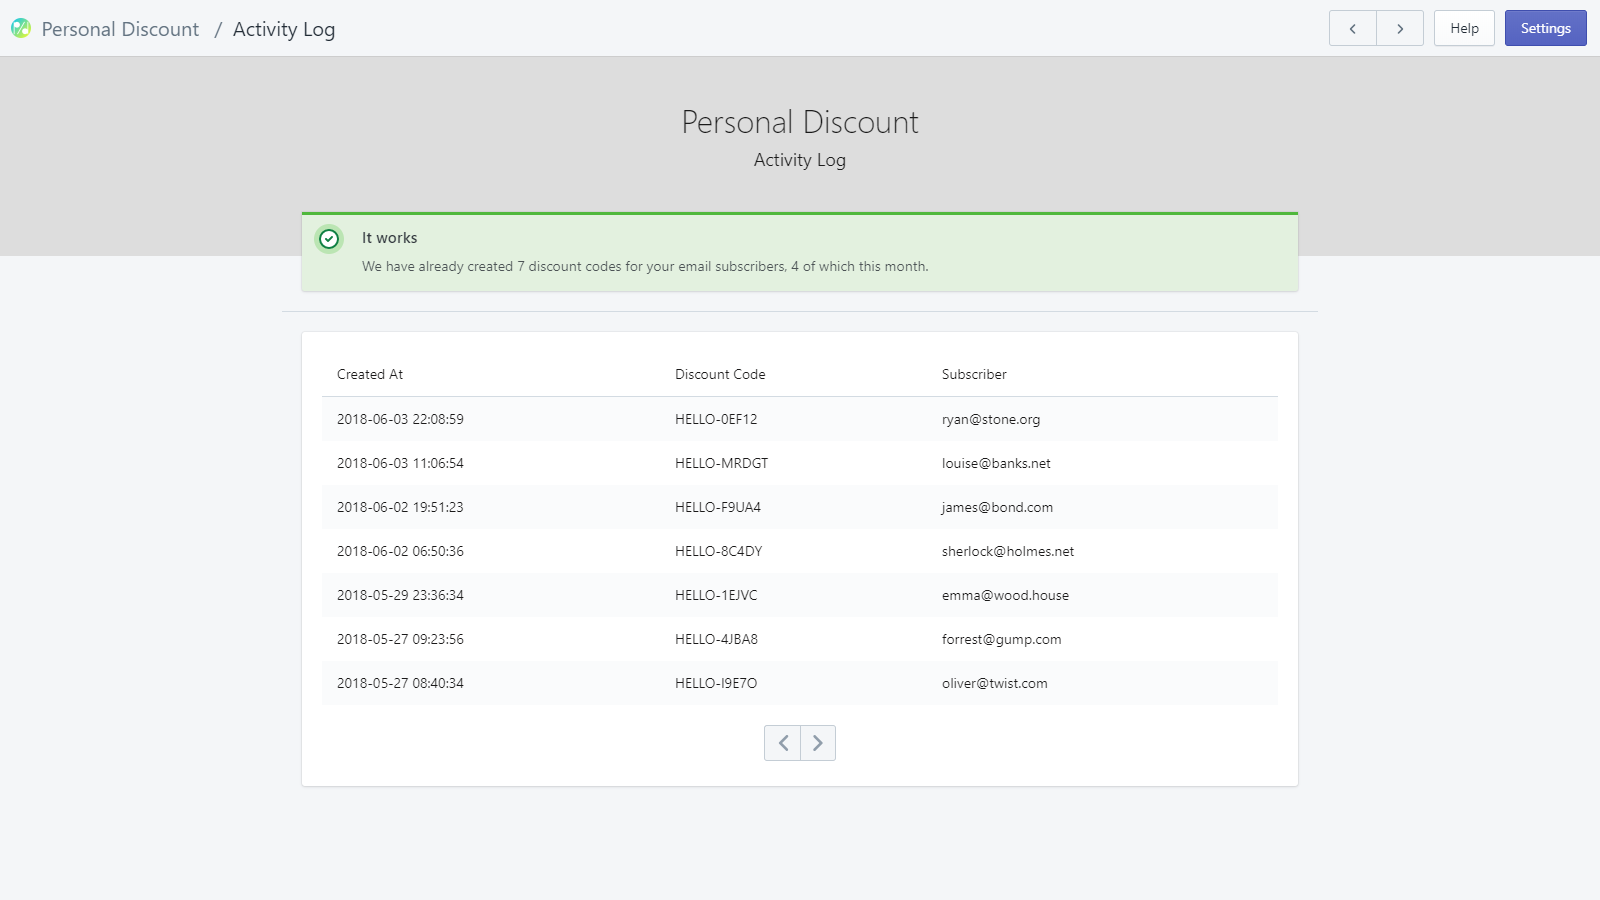 Personal Discount / Activity Log
Help
Settings
Personal Discount
Activity Log
It works
We have already created 7 discount codes for your email subscribers, 4 of which this month.
Created At Discount Code Subscriber
2018-06-03 22:08:59 HELLO-0EF12 ryan@stone.org
2018-06-03 11:06:54 HELLO-MRDGT louise@banks.net
2018-06-02 19:51:23 HELLO-F9UA4 james@bond.com
2018-06-02 06:50:36 HELLO-8C4DY sherlock@holmes.net
2018-05-29 23:36:34 HELLO-1EJVC emma@wood.house
2018-05-27 09:23:56 HELLO-4JBA8 forrest@gump.com
2018-05-27 08:40:34 HELLO-I9E7O oliver@twist.com